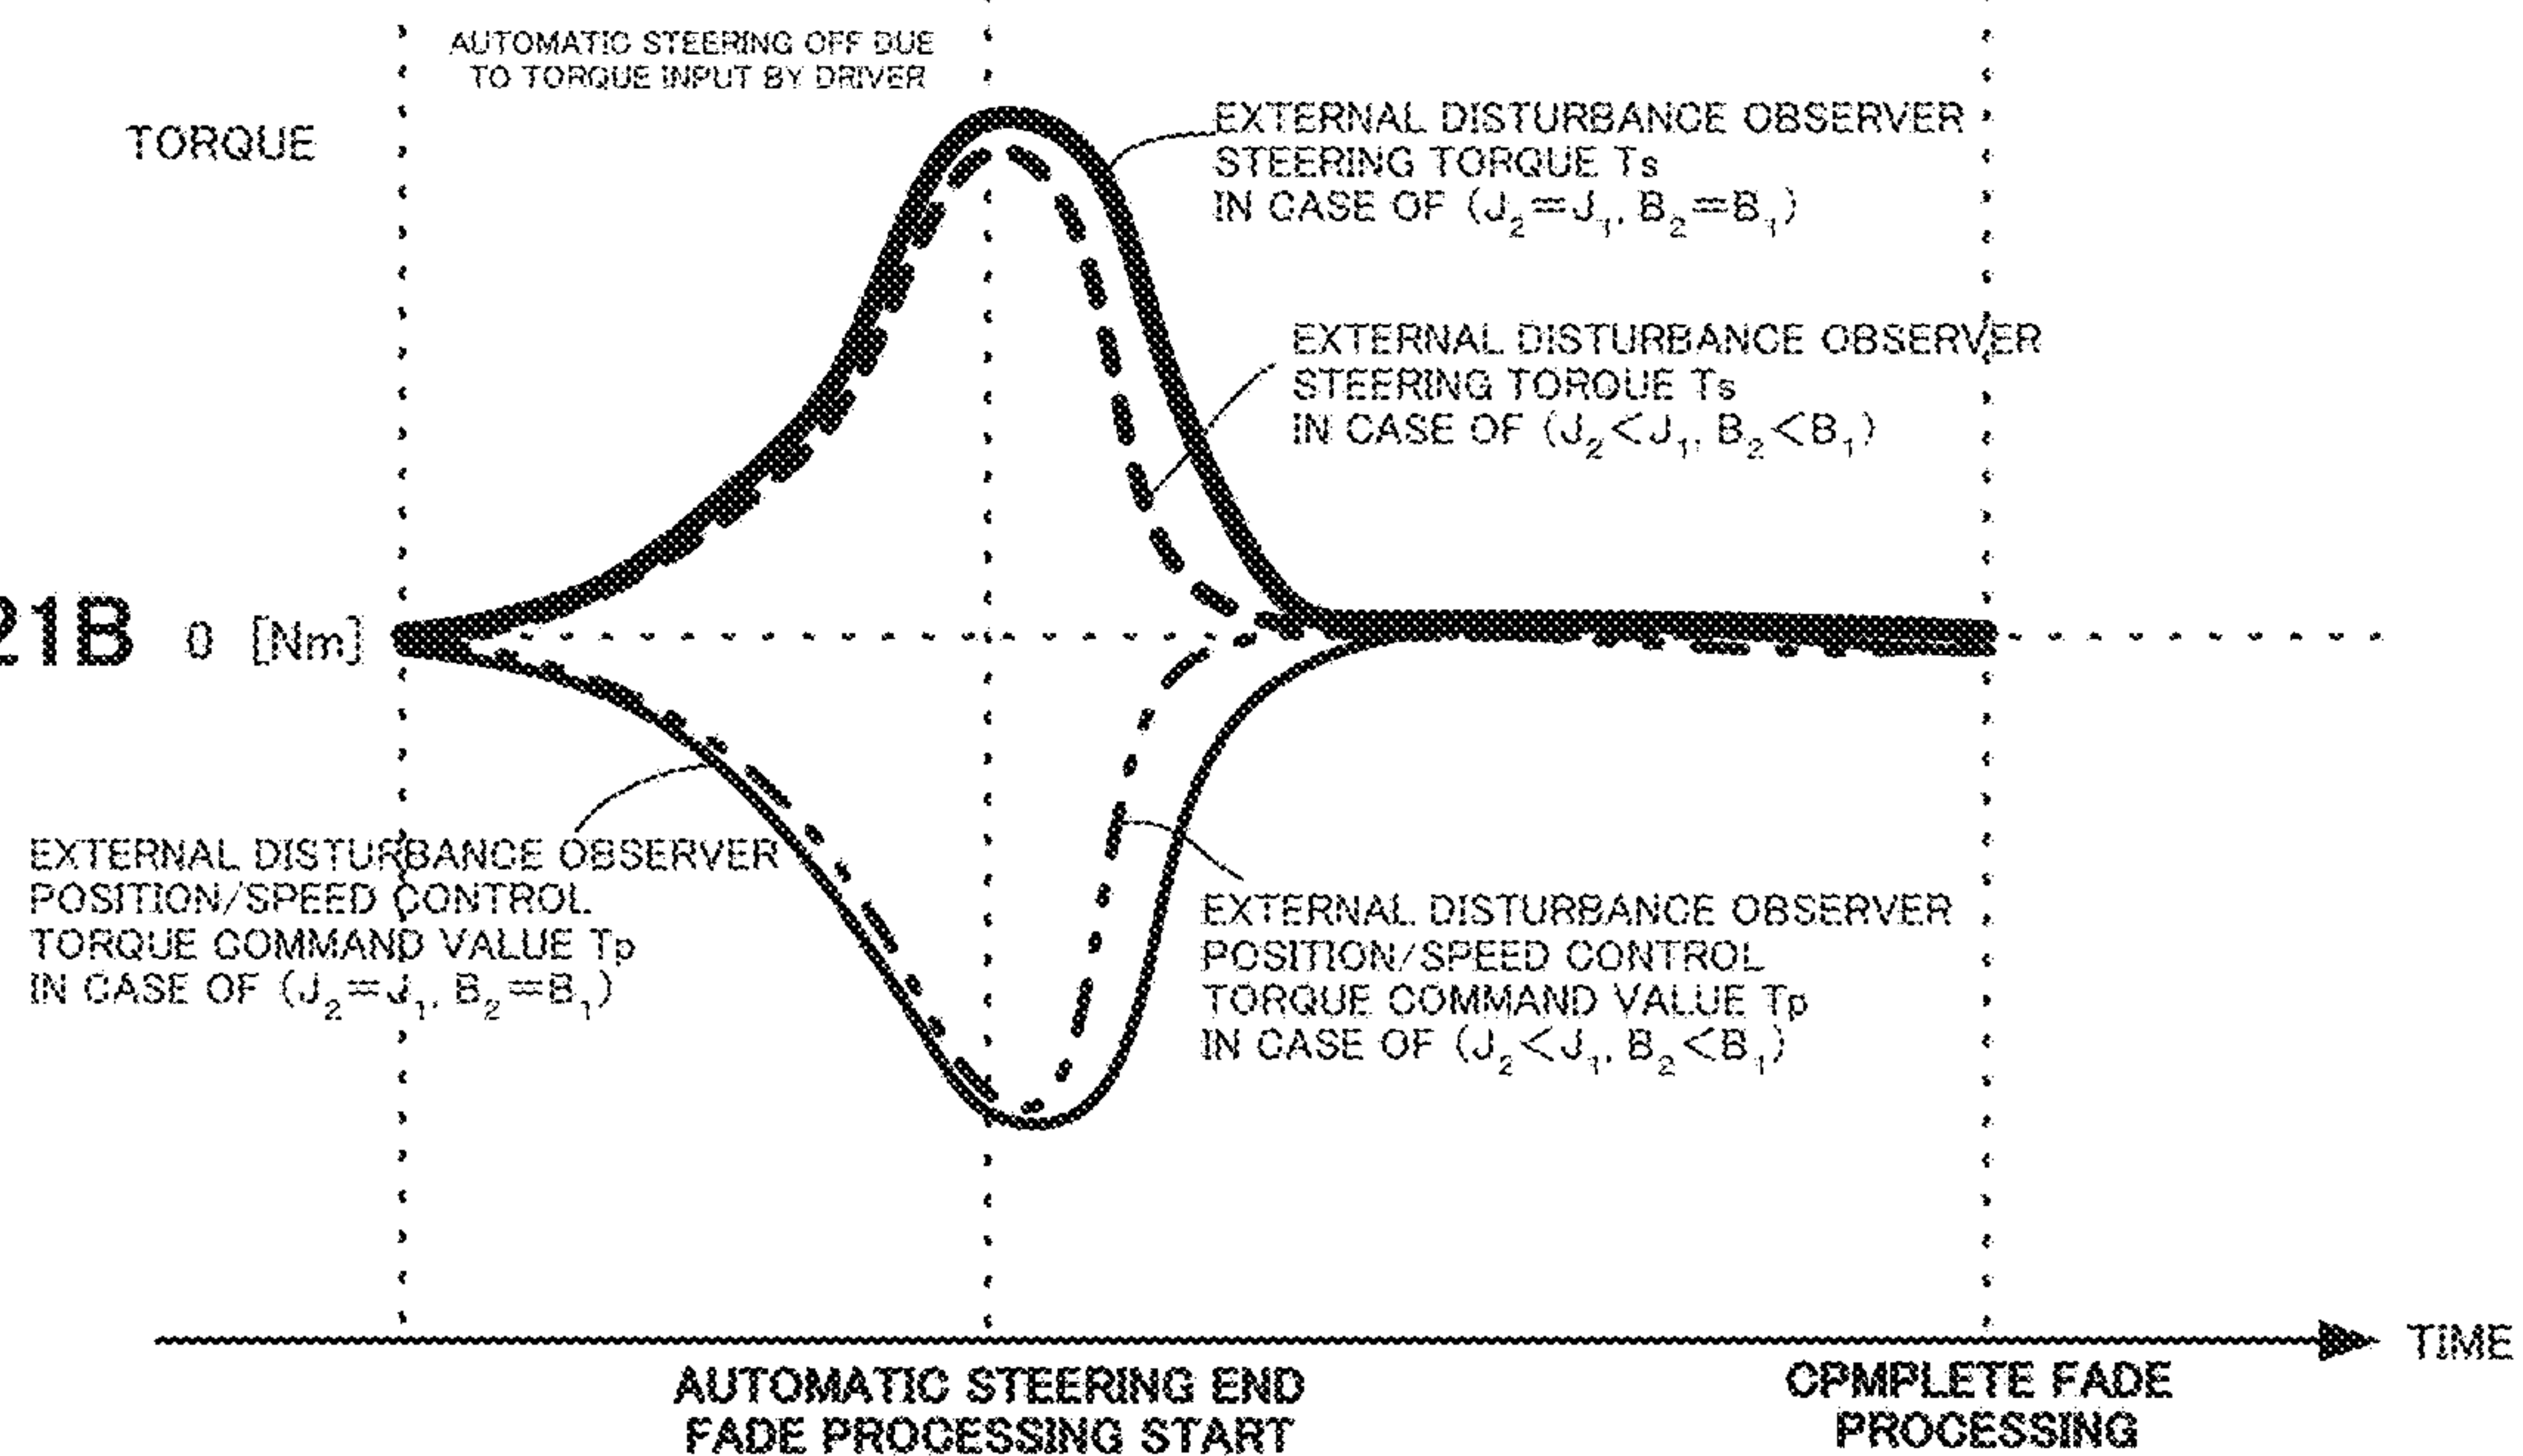 AUTOMATIC STEERING OFF DUE
TO TORQUE INPUT BY DRIVER
TORQUE
EXTERNAL DISTURBANCE OBSERVER
STEERING TORQUE Ts
IN CASE OF (J₂=J₁, B₂=B₁)
EXTERNAL DISTURBANCE OBSERVER
STEERING TORQUE Ts
IN CASE OF (J₂<J₁, B₂<B₁)
21B
0 [Nm]
EXTERNAL DISTURBANCE OBSERVER
POSITION/SPEED CONTROL
TORQUE COMMAND VALUE Tp
IN CASE OF (J₂=J₁, B₂=B₁)
EXTERNAL DISTURBANCE OBSERVER
POSITION/SPEED CONTROL
TORQUE COMMAND VALUE Tp
IN CASE OF (J₂<J₁, B₂<B₁)
TIME
AUTOMATIC STEERING END
FADE PROCESSING START
CPMPLETE FADE
PROCESSING